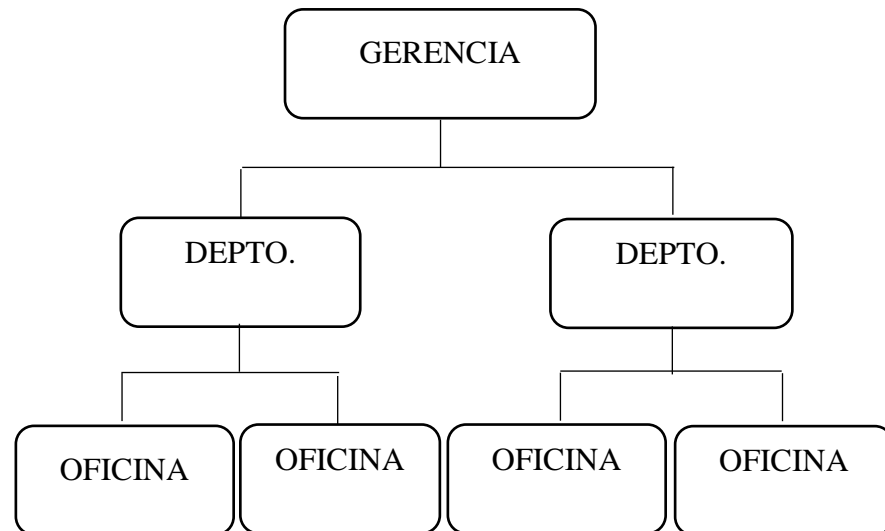 GERENCIA
DEPTO.
DEPTO.
OFICINA
OFICINA
OFICINA
OFICINA